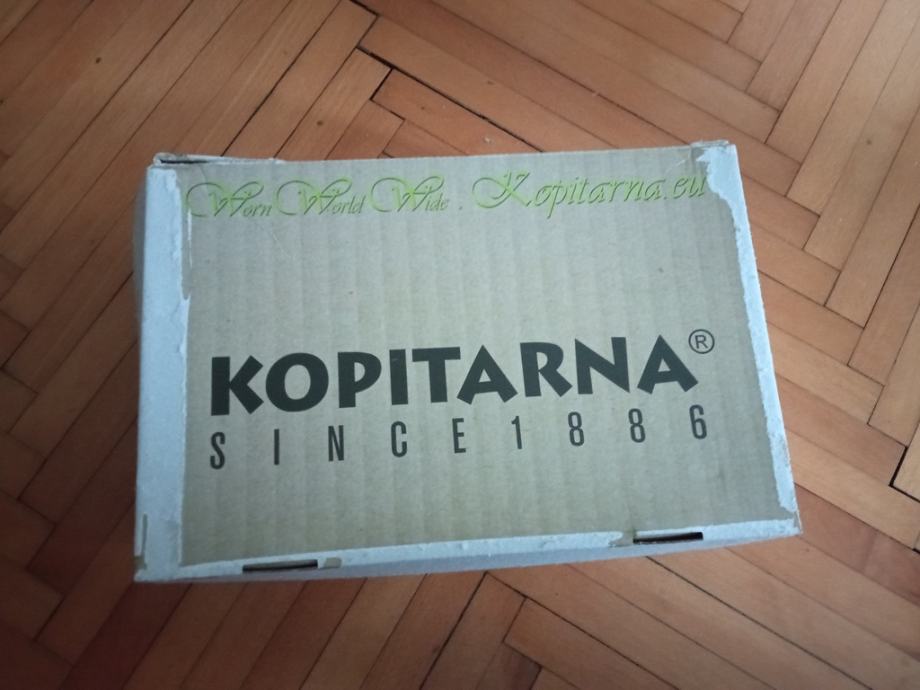 Worn World Wide . Kopitarna.eu
KOPITARNA®
SINCE 1886